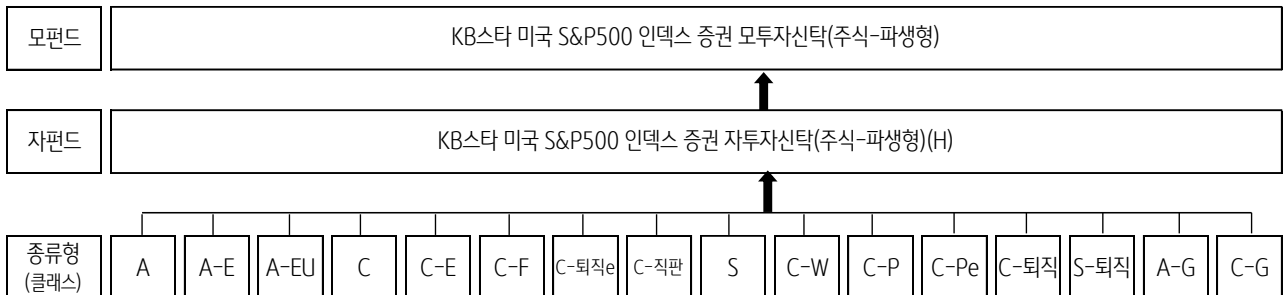 모펀드
KB스타 미국 S&P500 인덱스 증권 모투자신탁(주식-파생형)
자펀드
KB스타 미국 S&P500 인덱스 증권 자투자신탁(주식-파생형)(H)
종류형
(클래스)
A
A-E
A-EU
C
C-E
C-F
C-퇴직e
C-직판
S
C-W
C-P
C-Pe
C-퇴직
S-퇴직
A-G
C-G